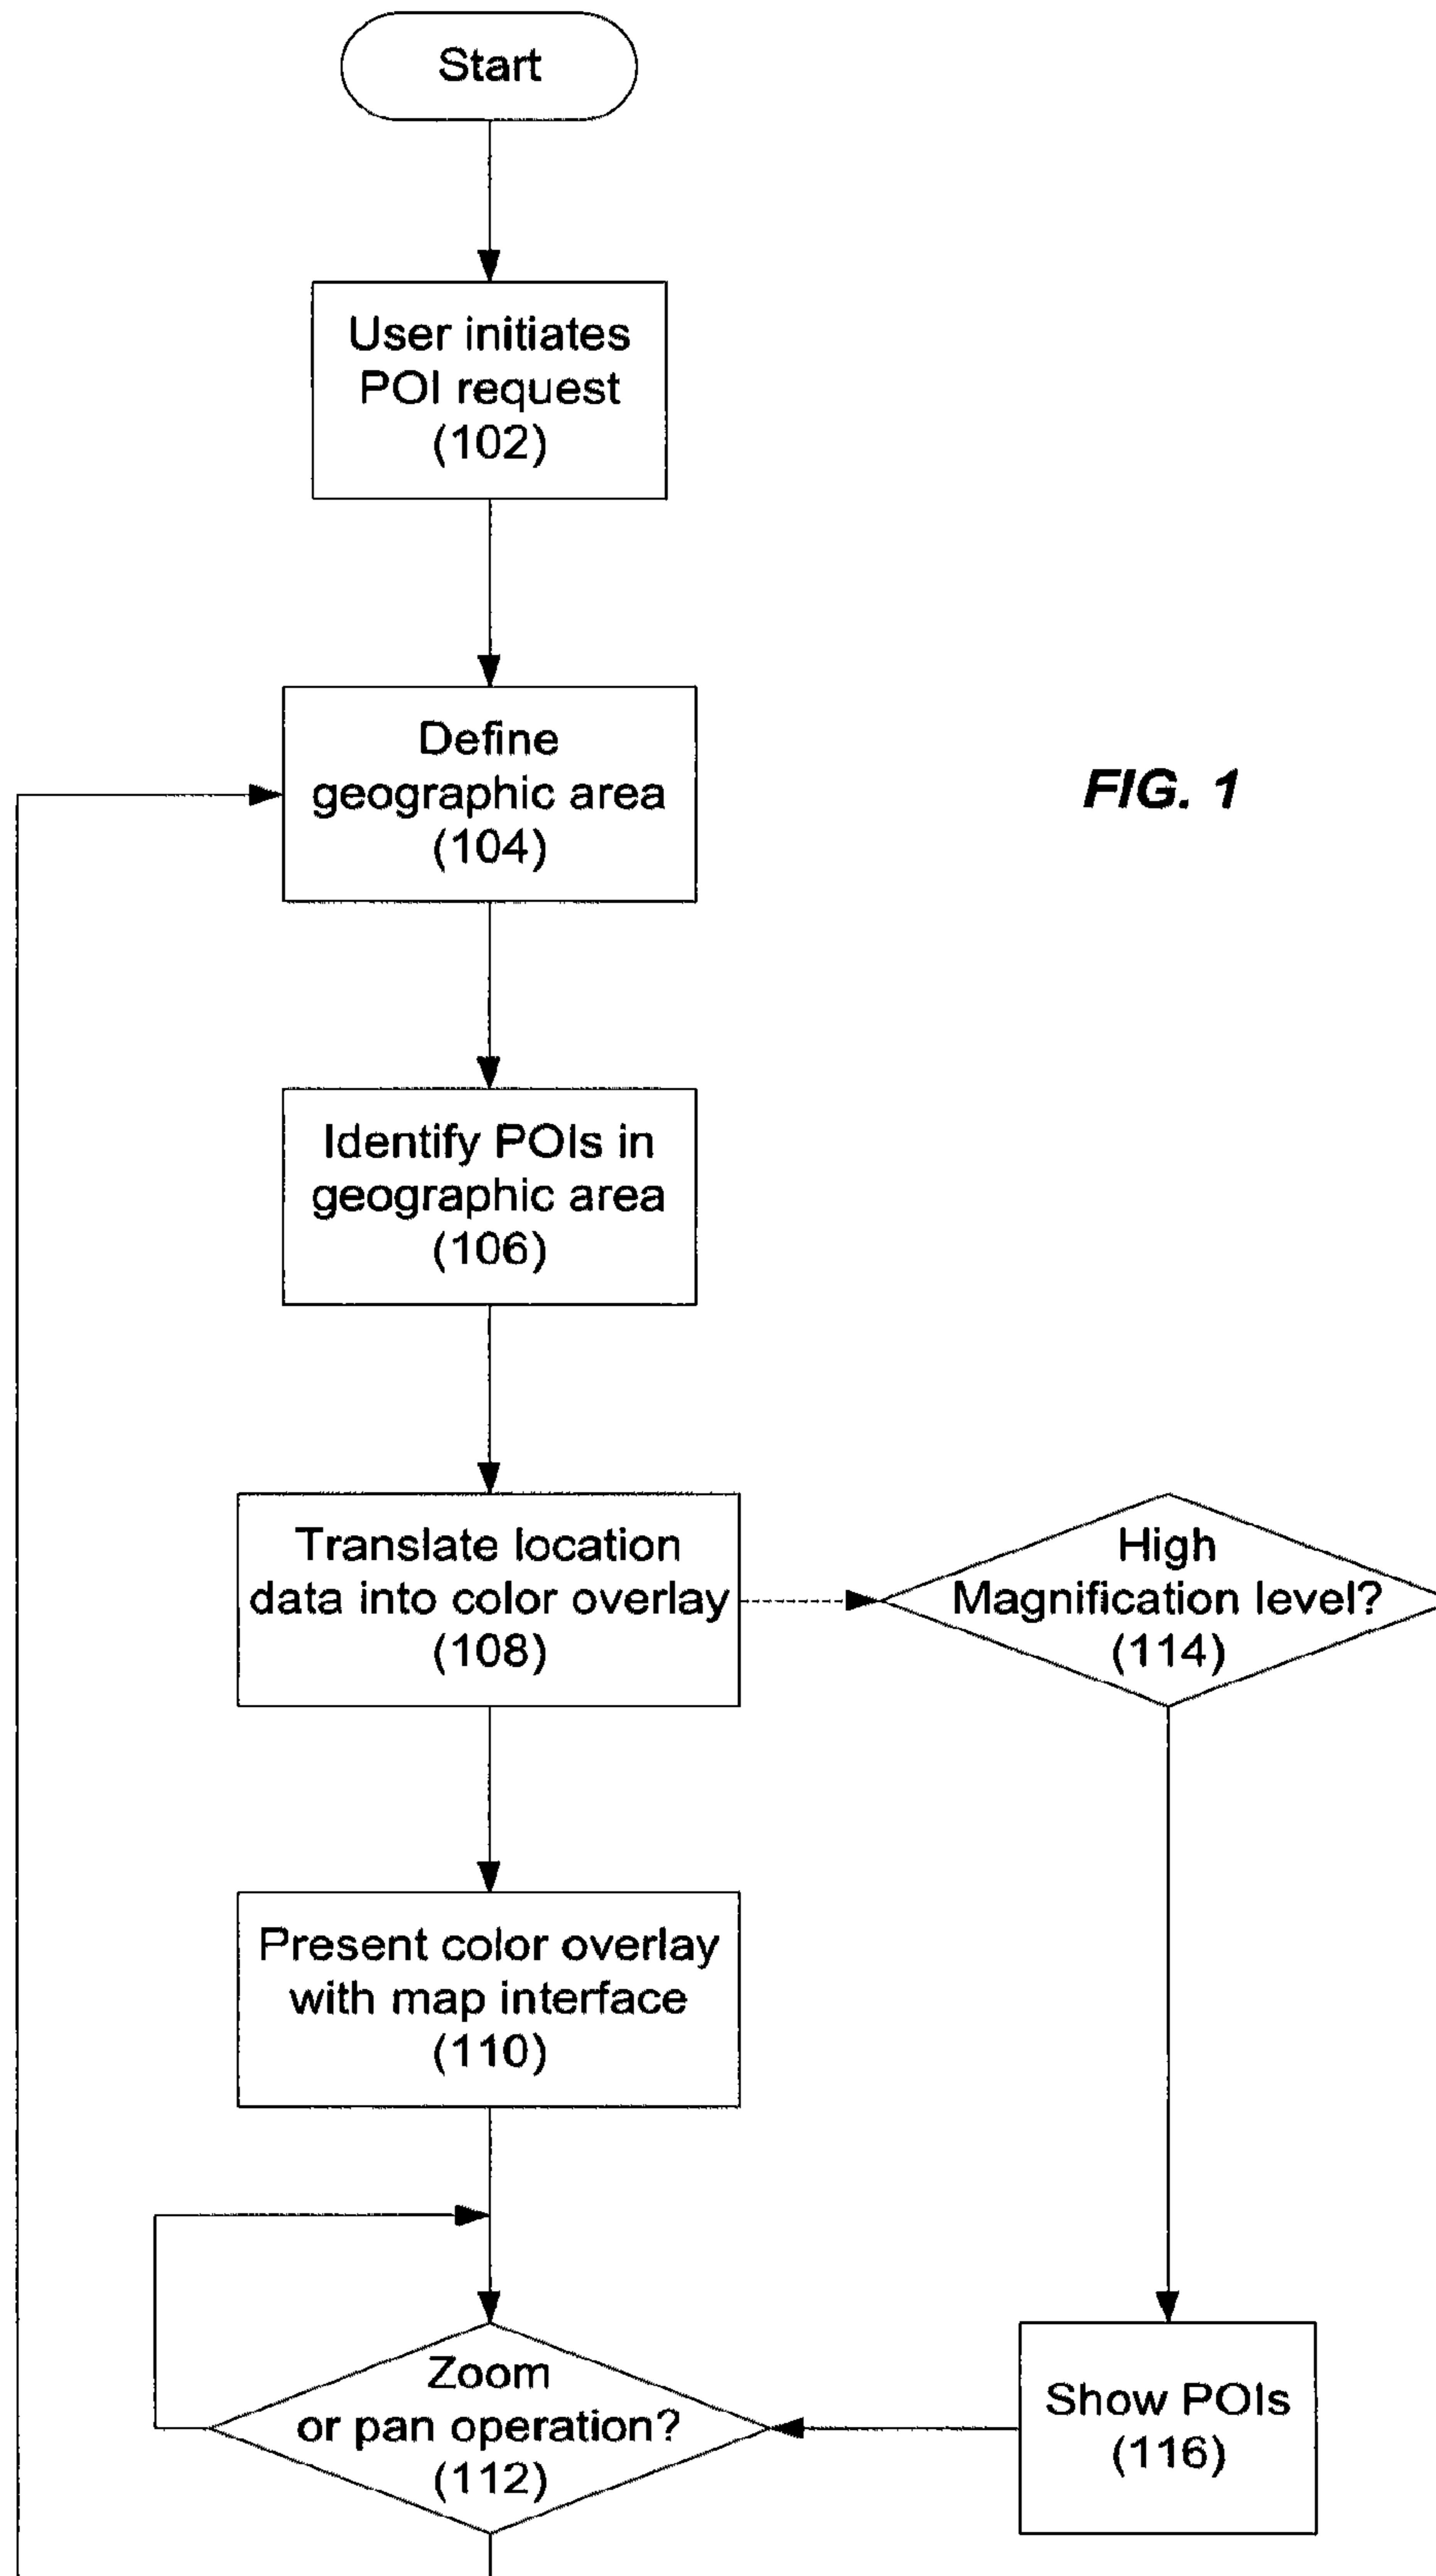 Start
User initiates
POI request
(102)
Define
geographic area
(104)
FIG. 1
Identify POIs in
geographic area
(106)
Translate location
data into color overlay
(108)
High
Magnification level?
(114)
Present color overlay
with map interface
(110)
Zoom
or pan operation?
(112)
Show POIs
(116)